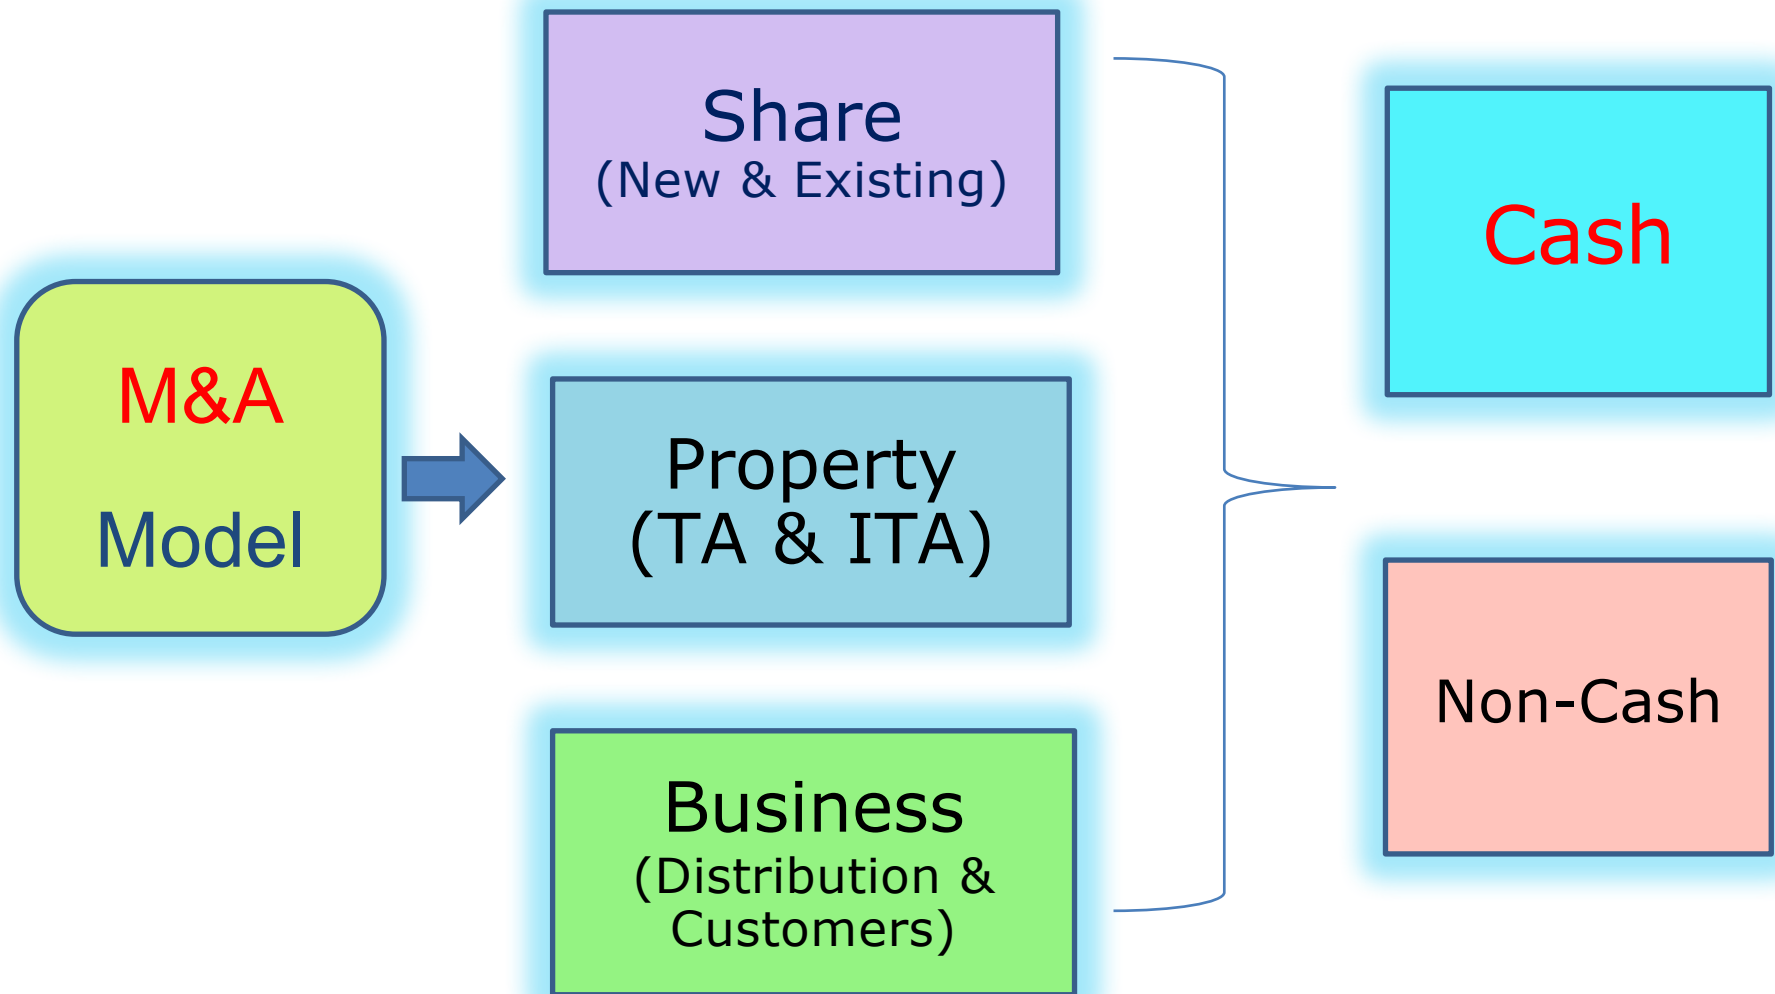 M&A
Model
Share
(New & Existing)
Property
(TA & ITA)
Business
(Distribution &
Customers)
Cash
Non-Cash